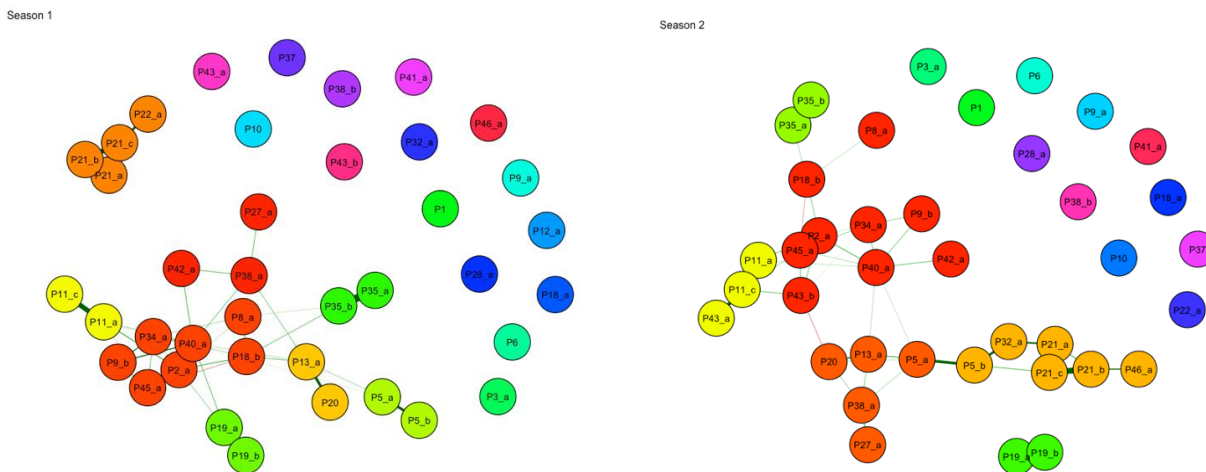 Season 1
P43_a
P37
P38_b
P41_a
P22_a
P10
P46_a
P21_c
P32_a
P21_b
P43_b
P21_a
P9_a
P27_a
P1
P12_a
P42_a
P38_a
P28_a
P18_a
P11_c
P35_a
P35_b
P11_a
P8_a
P34_a
P40_a
P6
P18_b
P9_b
P2_a
P13_a
P45_a
P5_a
P3_a
P20
P5_b
P19_a
P19_b
Season 2
P3_a
P6
P35_b
P1
P9_a
P35_a
P8_a
P41_a
P28_a
P18_b
P18_a
P38_b
P9_b
P34_a
P2_a
P37
P45_a
P10
P11_a
P42_a
P40_a
P11_c
P43_b
P22_a
P43_a
P32_a
P21_a
P20
P13_a
P5_a
P5_b
P21_c
P21_b
P46_a
P38_a
P27_a
P19_a
P19_b